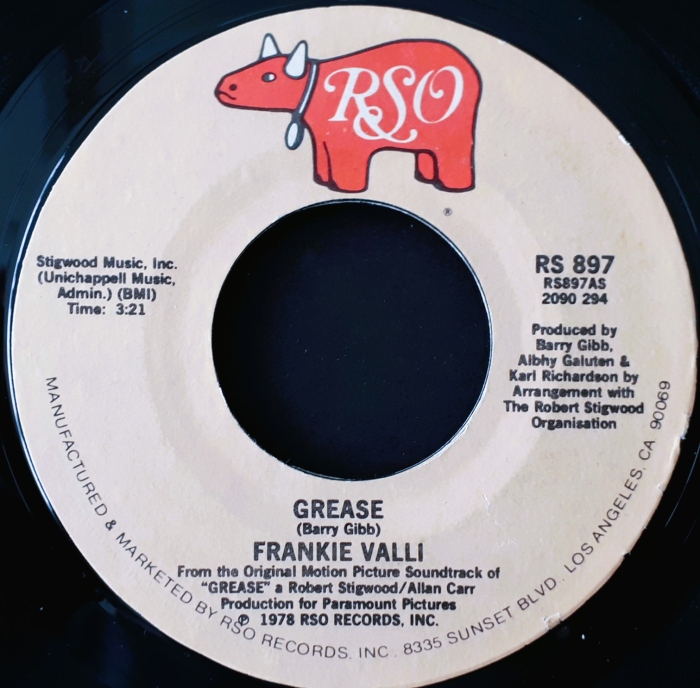 RSO
®
Stigwood Music, Inc.
(Unichappell Music,
Admin.) (BMI)
Time: 3:21
RS 897
RS897AS
2090 294
Produced by
Barry Gibb,
Albhy Galuten &
Karl Richardson by
Arrangement with
The Robert Stigwood
Organisation
GREASE
(Barry Gibb)
FRANKIE VALLI
From the Original Motion Picture Soundtrack of
"GREASE" a Robert Stigwood/Allan Carr
Production for Paramount Pictures
℗ 1978 RSO RECORDS, INC.
MANUFACTURED & MARKETED BY RSO RECORDS, INC. 8335 SUNSET BLVD., LOS ANGELES, CA 90069